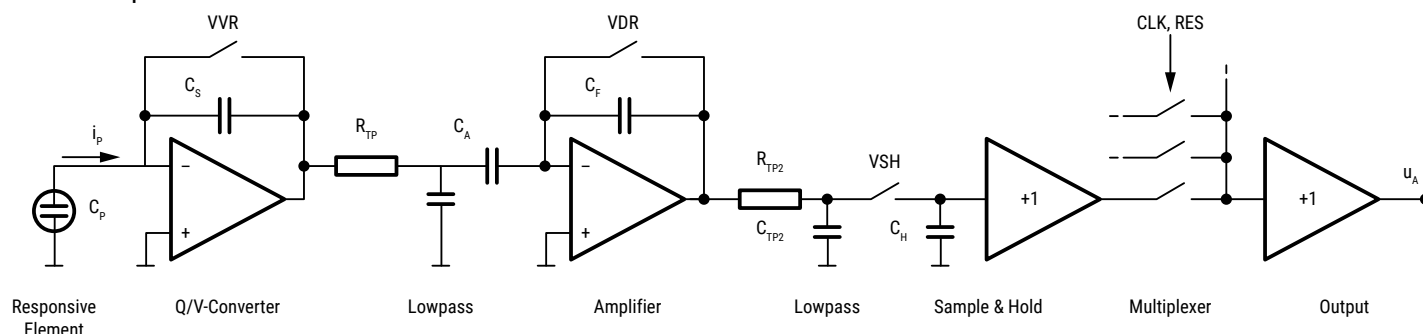 VVR
VDR
CLK, RES
C_S
C_F
i_P
R_TP
C_A
R_TP2
VSH
u_A
C_P
−
+
−
+
+1
+1
C_TP2
C_H
Responsive
Element
Q/V-Converter
Lowpass
Amplifier
Lowpass
Sample & Hold
Multiplexer
Output